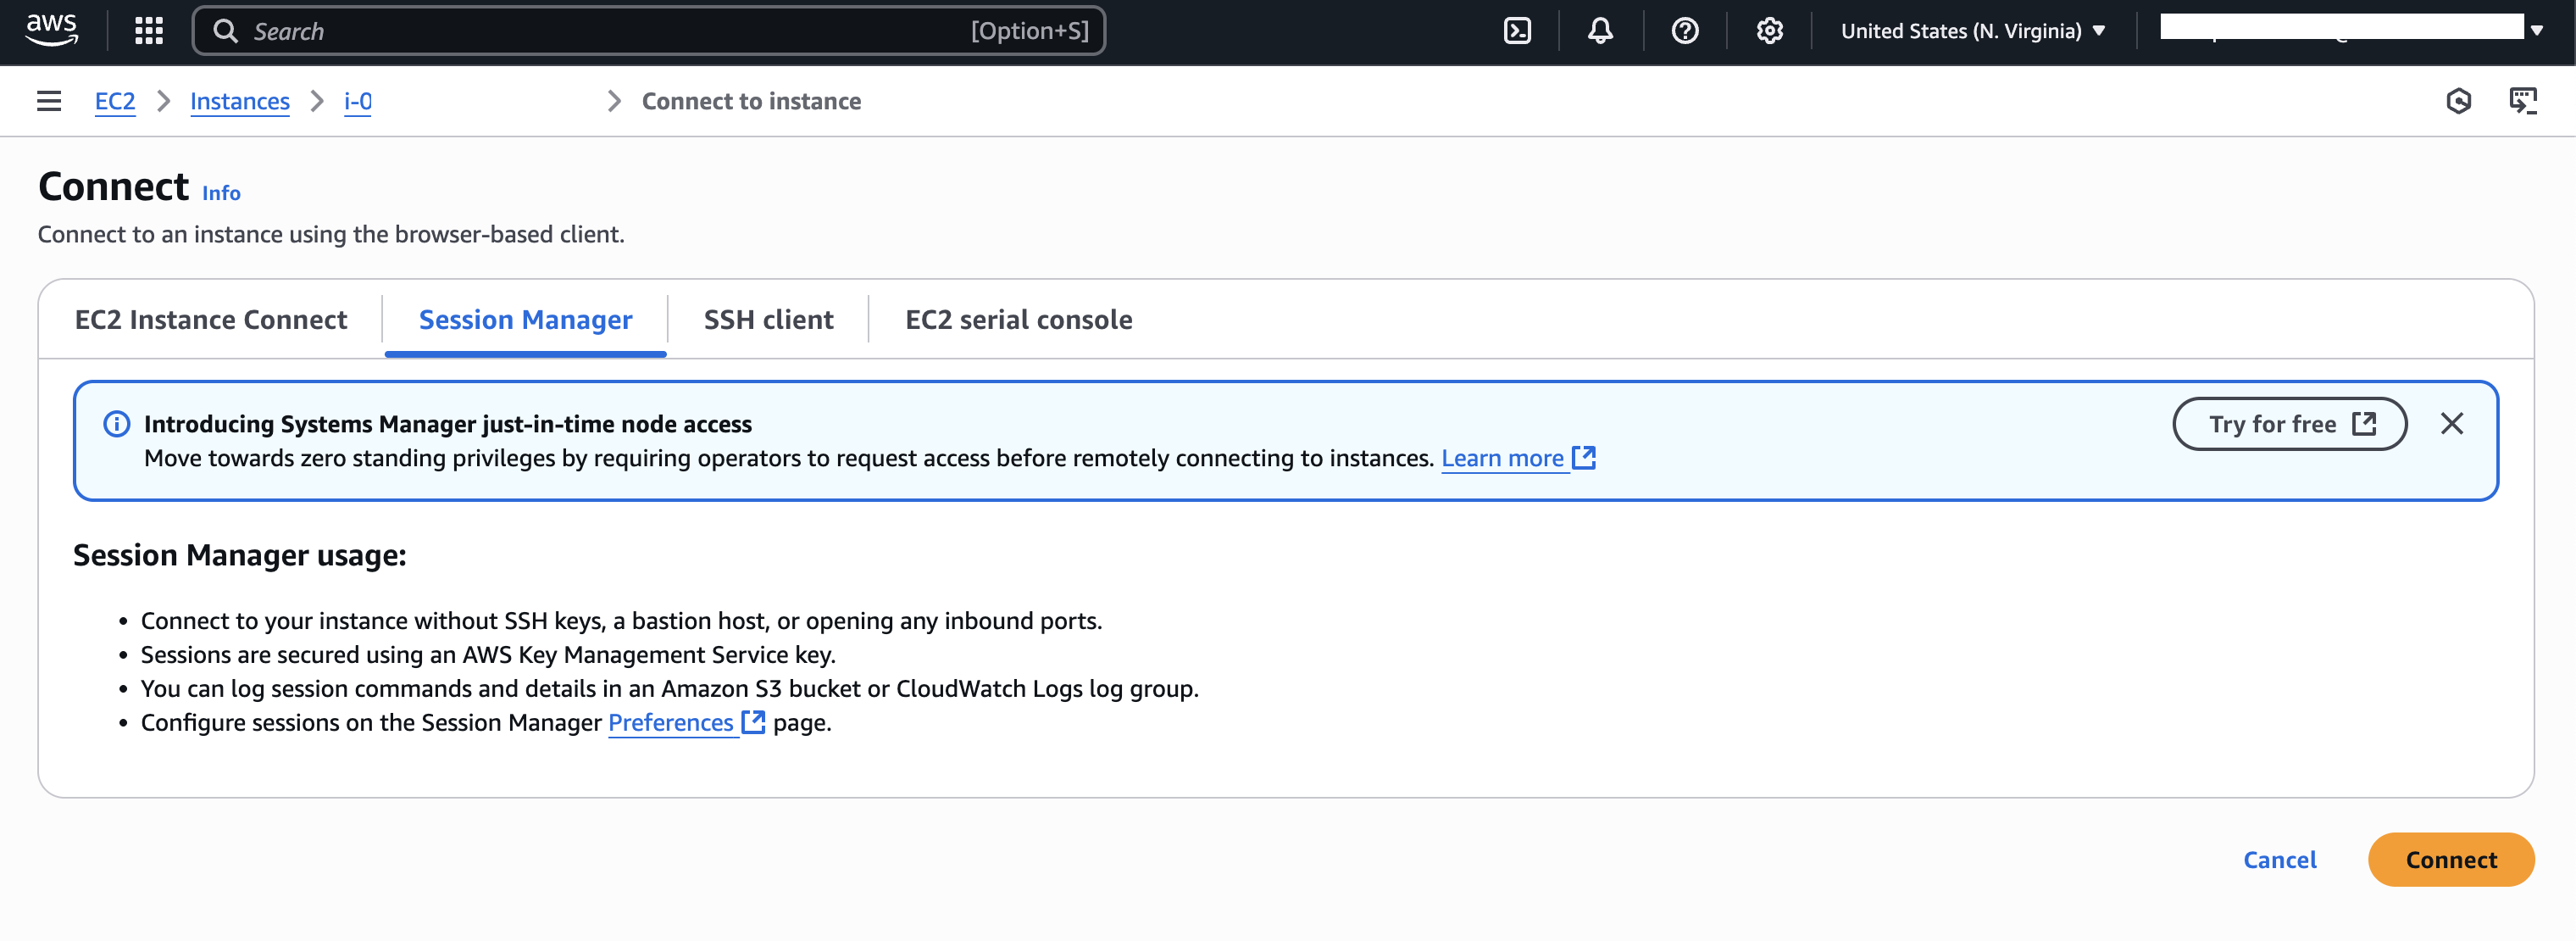 aws
Search [Option+S]
United States (N. Virginia)
EC2 Instances i-0 Connect to instance
Connect Info
Connect to an instance using the browser-based client.
EC2 Instance Connect Session Manager SSH client EC2 serial console
Introducing Systems Manager just-in-time node access
Try for free
Move towards zero standing privileges by requiring operators to request access before remotely connecting to instances. Learn more
Session Manager usage:
• Connect to your instance without SSH keys, a bastion host, or opening any inbound ports.
• Sessions are secured using an AWS Key Management Service key.
• You can log session commands and details in an Amazon S3 bucket or CloudWatch Logs log group.
• Configure sessions on the Session Manager Preferences page.
Cancel Connect